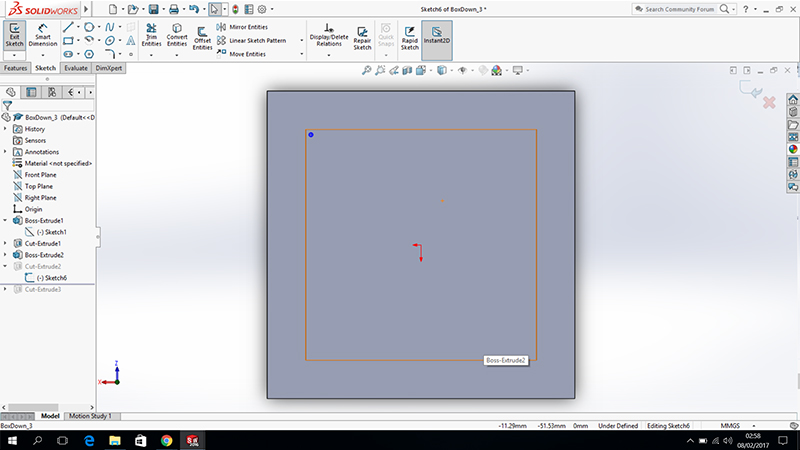 SOLIDWORKS
Sketch6 of BoxDown_3 *
Search Community Forum
Exit Sketch
Smart Dimension
Trim Entities
Convert Entities
Offset Entities
Mirror Entities
Linear Sketch Pattern
Move Entities
Display/Delete Relations
Repair Sketch
Quick Snaps
Rapid Sketch
Instant2D
Features
Sketch
Evaluate
DimXpert
BoxDown_3 (Default<<D
History
Sensors
Annotations
Material <not specified>
Front Plane
Top Plane
Right Plane
Origin
Boss-Extrude1
(-) Sketch1
Cut-Extrude1
Boss-Extrude2
Cut-Extrude2
(-) Sketch6
Cut-Extrude3
Boss-Extrude2
Z
X
Model
Motion Study 1
BoxDown_3
-11.29mm
-51.53mm
0mm
Under Defined
Editing Sketch6
MMGS
02:58
08/02/2017